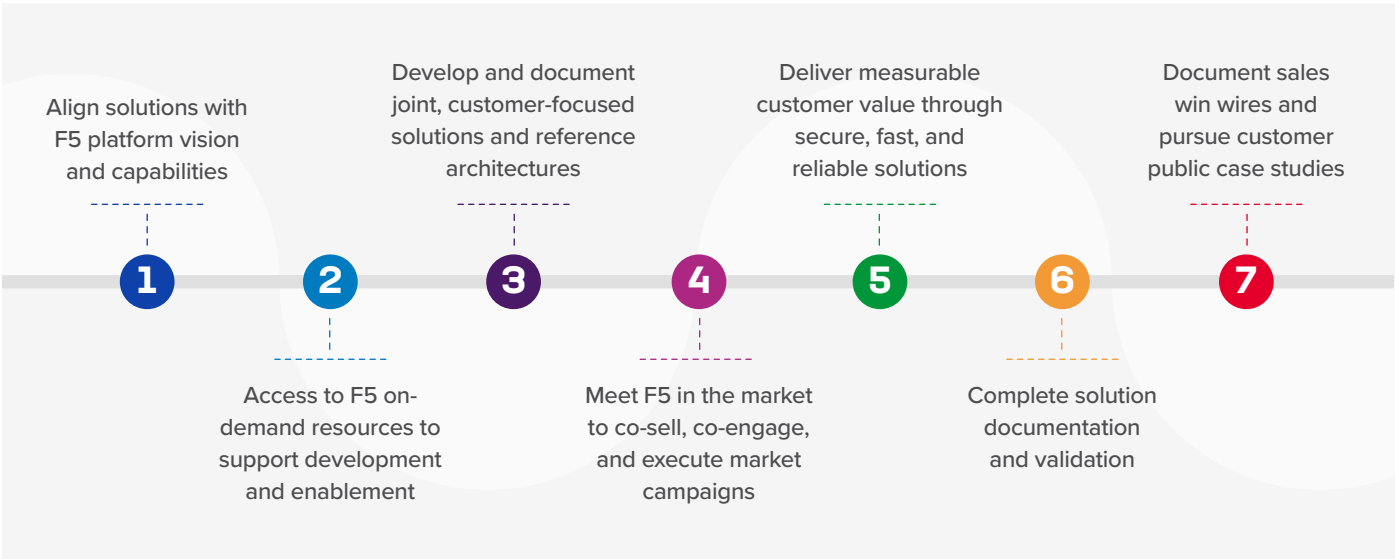 Align solutions with
F5 platform vision
and capabilities
1
2
Access to F5 on-
demand resources to
support development
and enablement
Develop and document
joint, customer-focused
solutions and reference
architectures
3
4
Meet F5 in the market
to co-sell, co-engage,
and execute market
campaigns
Deliver measurable
customer value through
secure, fast, and
reliable solutions
5
6
Complete solution
documentation
and validation
Document sales
win wires and
pursue customer
public case studies
7